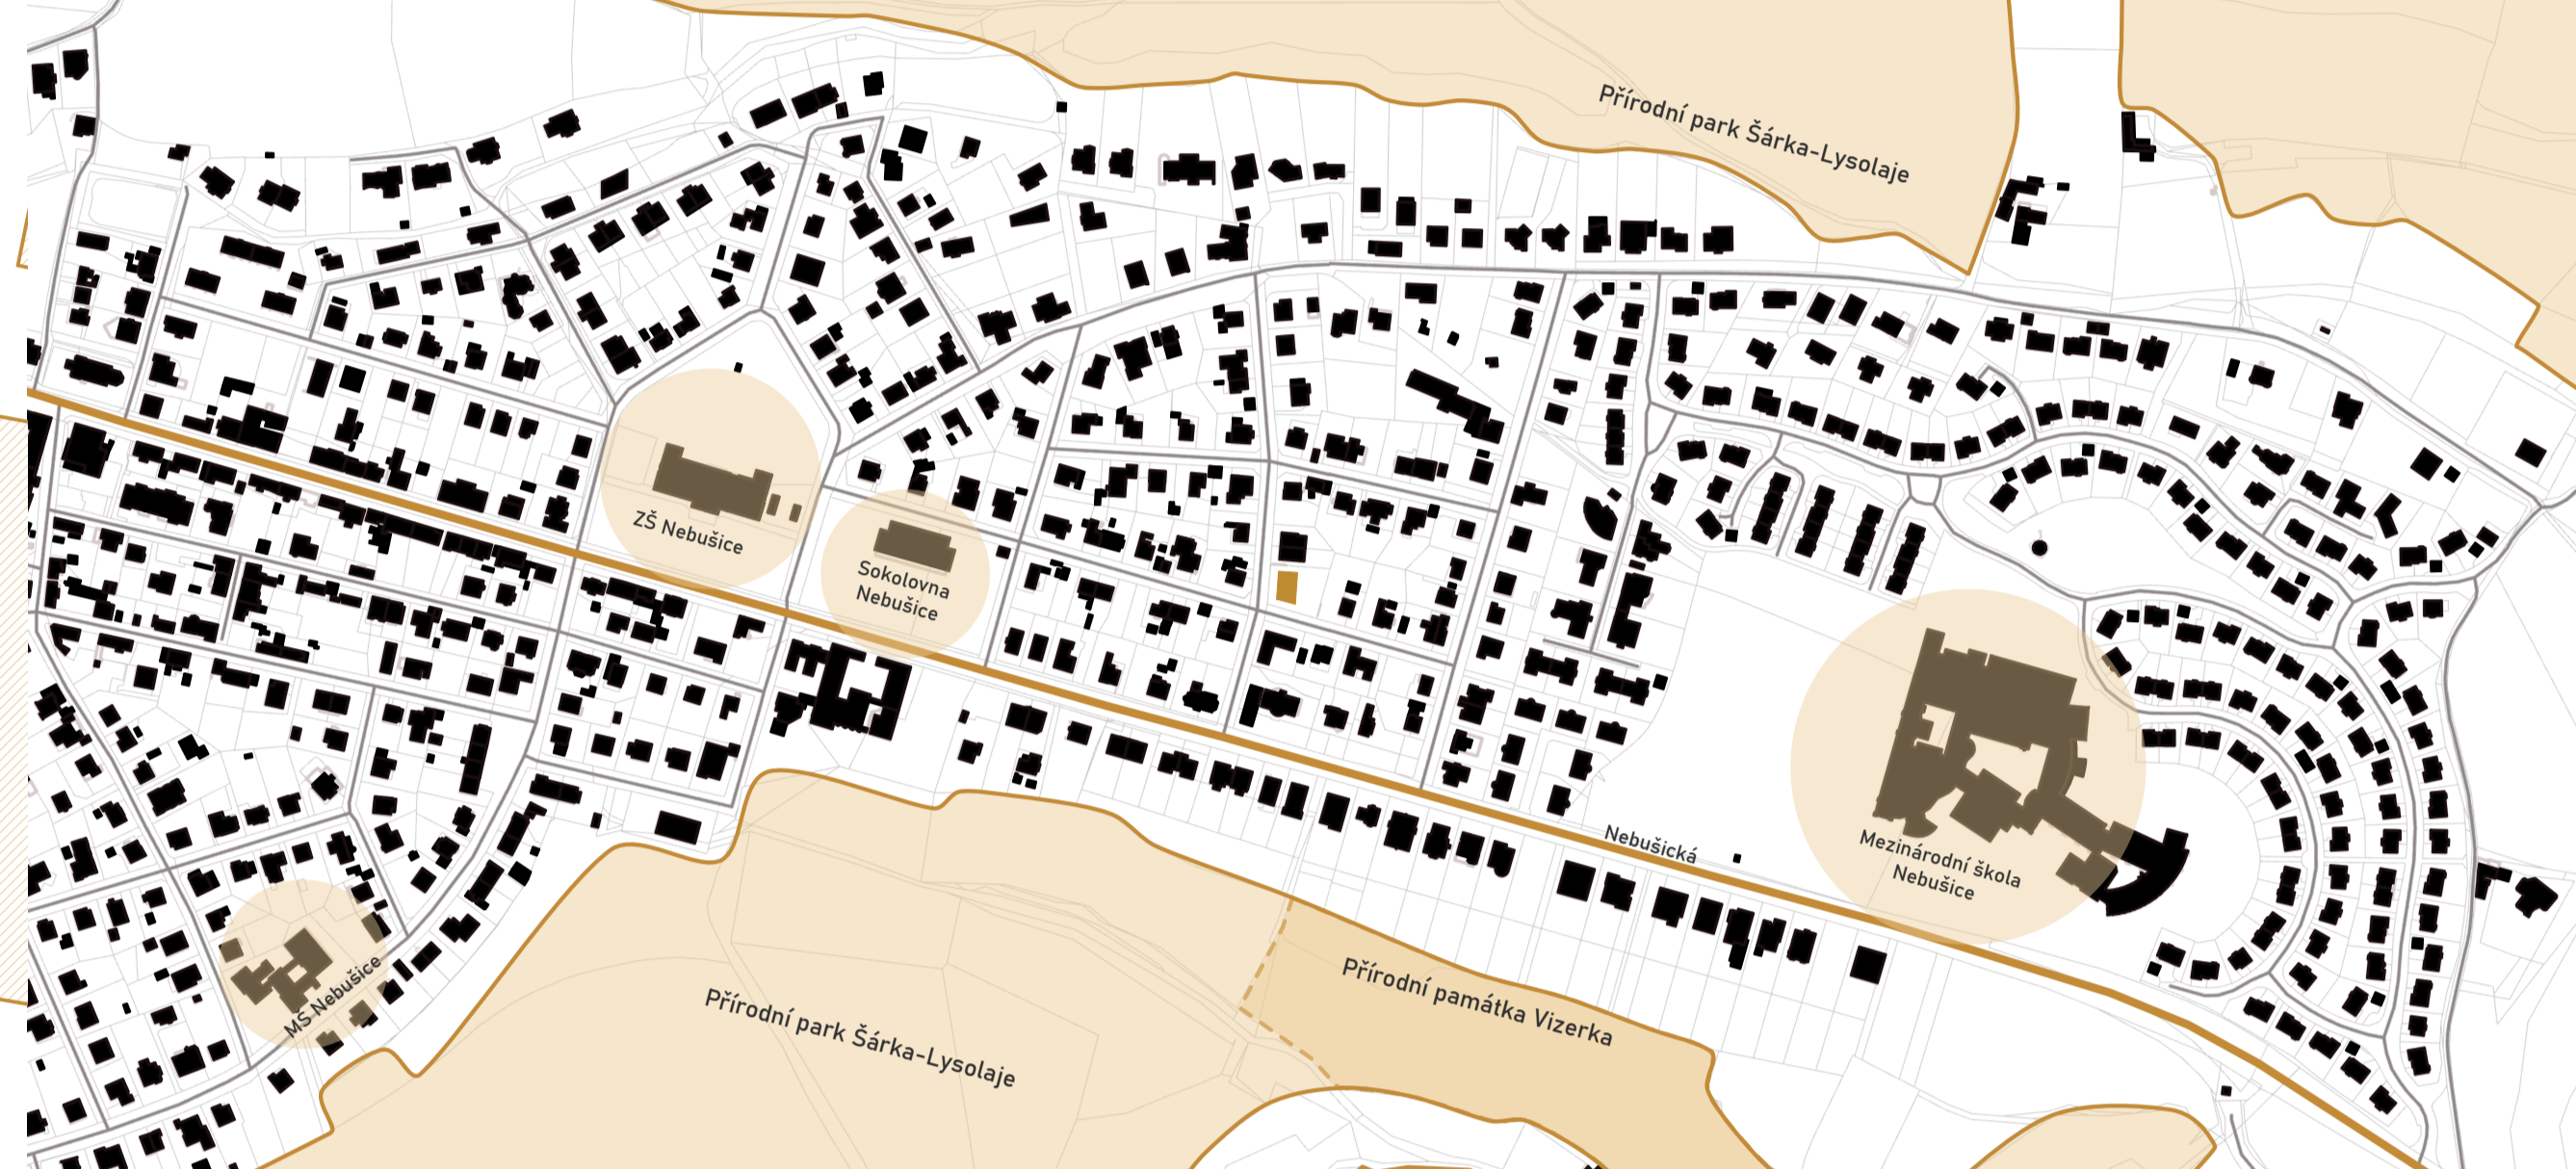 Přírodní park Šárka-Lysolaje
ZŠ Nebušice
Sokolovna
Nebušice
Nebušická
Mezinárodní škola
Nebušice
MŠ Nebušice
Přírodní park Šárka-Lysolaje
Přírodní památka Vizerka